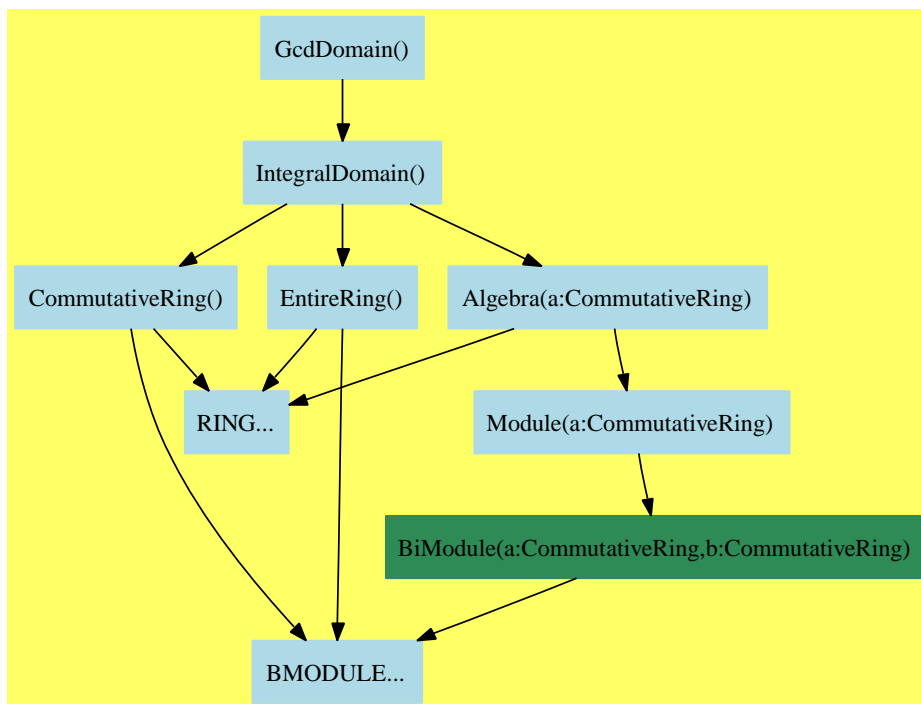 GcdDomain()
IntegralDomain()
CommutativeRing()
EntireRing()
Algebra(a:CommutativeRing)
RING...
Module(a:CommutativeRing)
BiModule(a:CommutativeRing,b:CommutativeRing)
BMODULE...